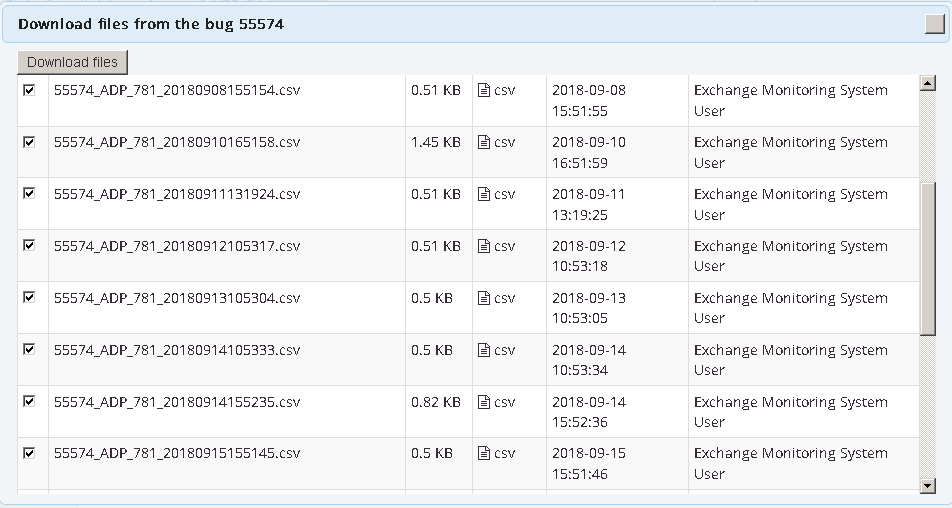 Download files from the bug 55574
Download files
55574_ADP_781_20180908155154.csv 0.51 KB csv 2018-09-08 Exchange Monitoring System
15:51:55 User
55574_ADP_781_20180910165158.csv 1.45 KB csv 2018-09-10 Exchange Monitoring System
16:51:59 User
55574_ADP_781_20180911131924.csv 0.51 KB csv 2018-09-11 Exchange Monitoring System
13:19:25 User
55574_ADP_781_20180912105317.csv 0.51 KB csv 2018-09-12 Exchange Monitoring System
10:53:18 User
55574_ADP_781_20180913105304.csv 0.5 KB csv 2018-09-13 Exchange Monitoring System
10:53:05 User
55574_ADP_781_20180914105333.csv 0.5 KB csv 2018-09-14 Exchange Monitoring System
10:53:34 User
55574_ADP_781_20180914155235.csv 0.82 KB csv 2018-09-14 Exchange Monitoring System
15:52:36 User
55574_ADP_781_20180915155145.csv 0.5 KB csv 2018-09-15 Exchange Monitoring System
15:51:46 User